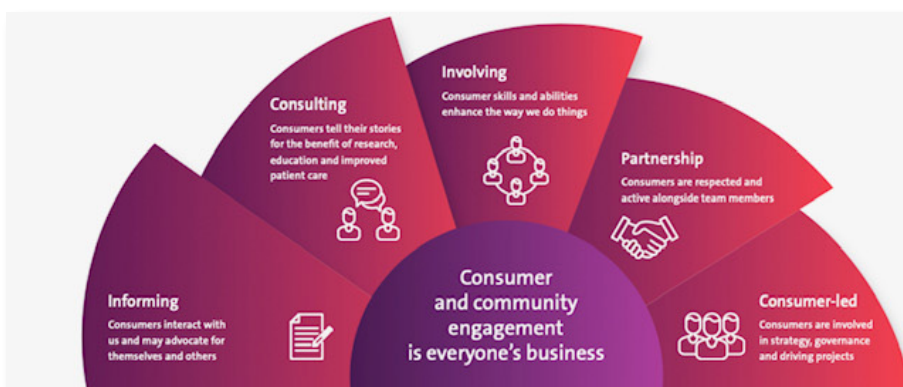 Informing
Consumers interact with
us and may advocate for
themselves and others
Consulting
Consumers tell their stories
for the benefit of research,
education and improved
patient care
Involving
Consumer skills and abilities
enhance the way we do things
Partnership
Consumers are respected and
active alongside team members
Consumer-led
Consumers are involved
in strategy, governance
and driving projects
Consumer
and community
engagement
is everyone's business